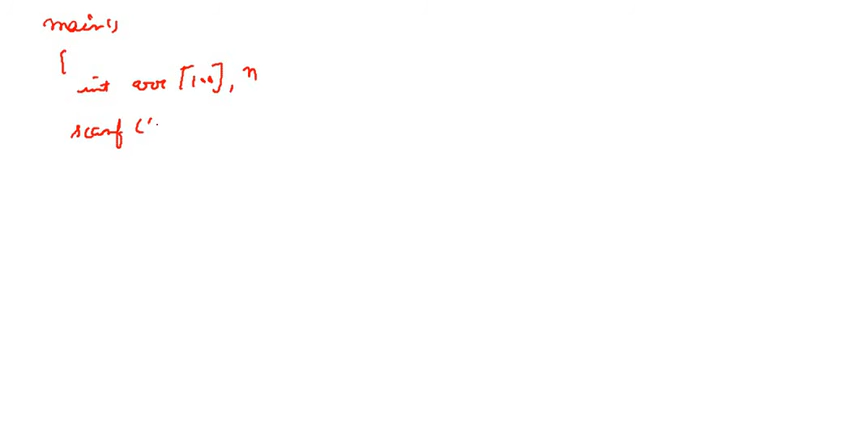 main()
{
int arr [100], n
scanf ("